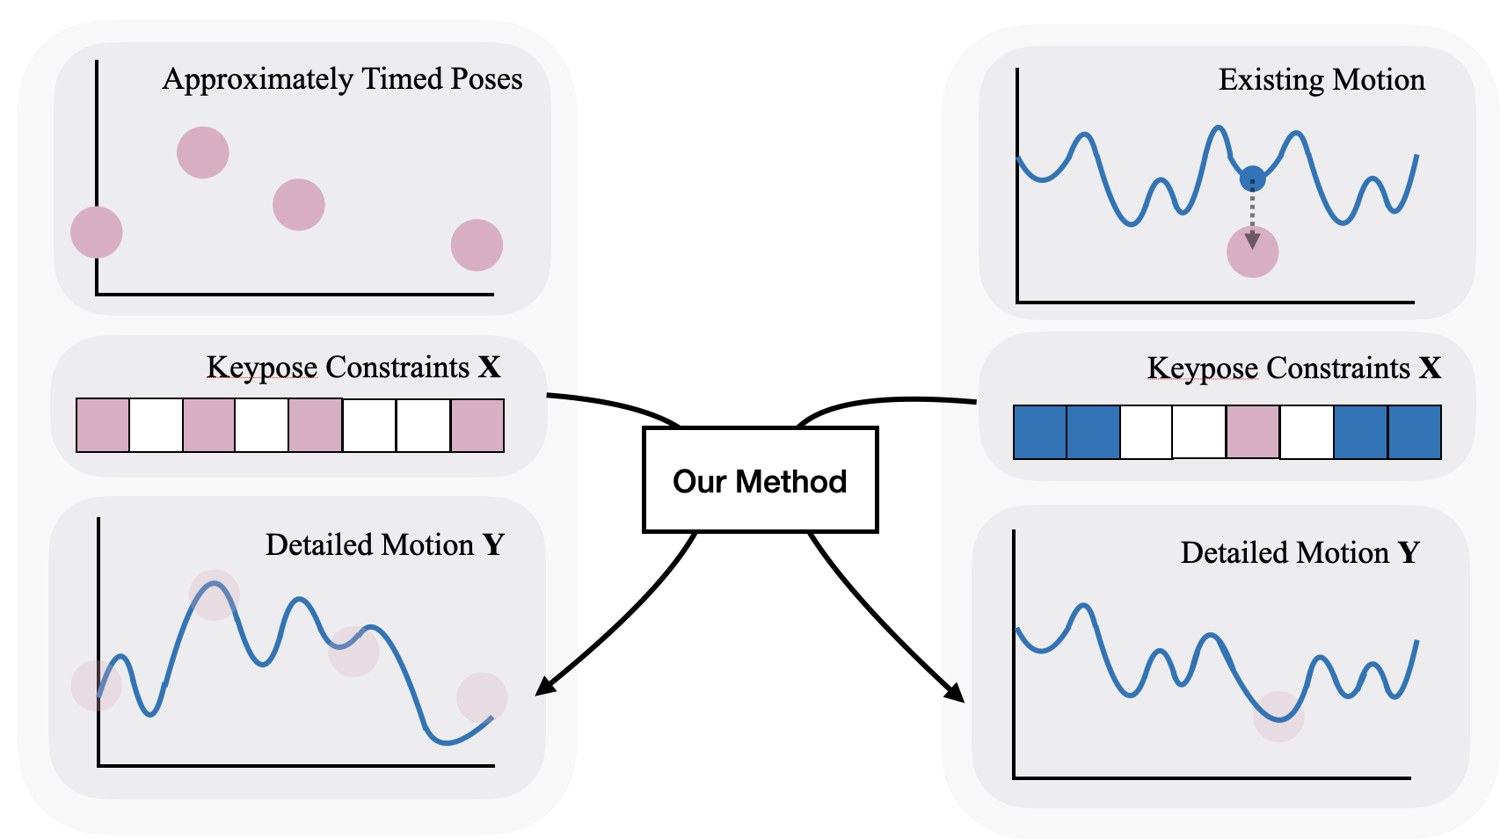 Approximately Timed Poses
Keypose Constraints X
Detailed Motion Y
Our Method
Existing Motion
Keypose Constraints X
Detailed Motion Y